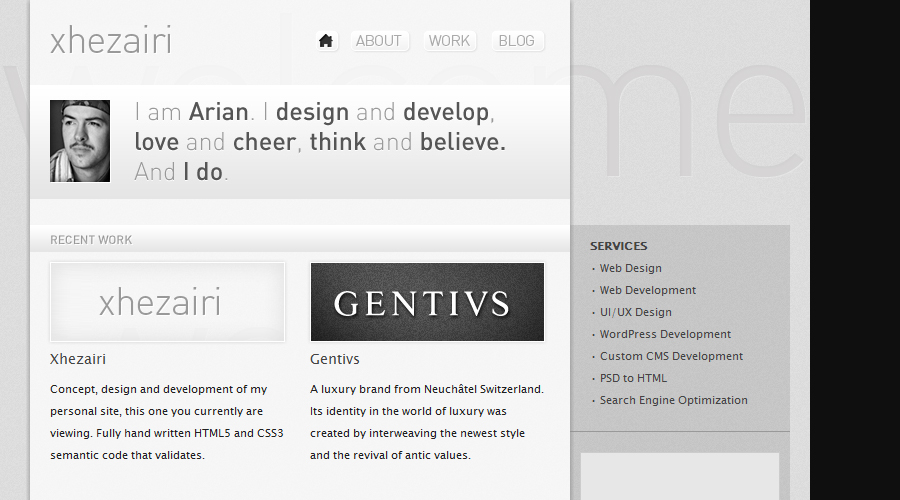 xhezairi
ABOUT
WORK
BLOG
welcome
I am Arian. I design and develop,
love and cheer, think and believe.
And I do.
RECENT WORK
xhezairi
Xhezairi
Concept, design and development of my
personal site, this one you currently are
viewing. Fully hand written HTML5 and CSS3
semantic code that validates.
GENTIVS
Gentivs
A luxury brand from Neuchâtel Switzerland.
Its identity in the world of luxury was
created by interweaving the newest style
and the revival of antic values.
SERVICES
· Web Design
· Web Development
· UI/UX Design
· WordPress Development
· Custom CMS Development
· PSD to HTML
· Search Engine Optimization